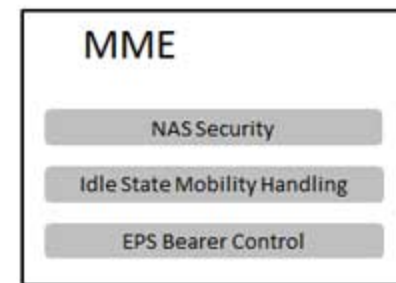 MME
NAS Security
Idle State Mobility Handling
EPS Bearer Control